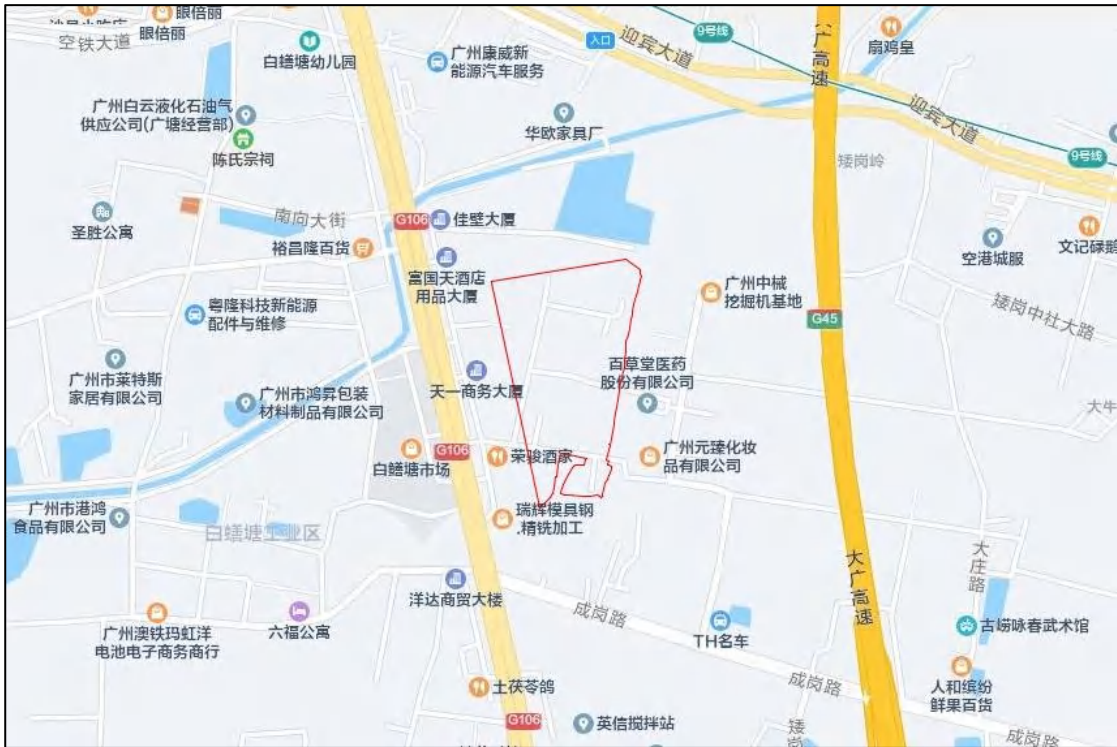 眼倍丽
眼倍丽
空铁大道
白缮塘幼儿园
广州康威新
能源汽车服务
入口
迎宾大道
9号线
广高速
扇鸡皇
迎宾大道
9号线
广州白云液化石油气
供应公司(广塘经营部)
陈氏宗祠
华欧家具厂
矮岗岭
圣胜公寓
南向大街
G106
佳壁大厦
裕昌隆百货
富国天酒店
用品大厦
空港城服
文记碌鹅
粤隆科技新能源
配件与维修
广州中械
挖掘机基地
G45
矮岗中社大路
广州市莱特斯
家居有限公司
广州市鸿昇包装
材料制品有限公司
天一商务大厦
百草堂医药
股份有限公司
大牛
白缮塘市场
G106
荣骏酒家
广州元臻化妆
品有限公司
广州市港鸿
食品有限公司
白缮塘工业区
瑞辉模具钢
.精铣加工
大广高速
大庄路
洋达商贸大楼
成岗路
广州澳铁玛虹洋
电池电子商务商行
六福公寓
TH名车
古崂咏春武术馆
成岗路
土茯苓鸽
人和缤纷
鲜果百货
G106
英信搅拌站
矮岗
成岗路